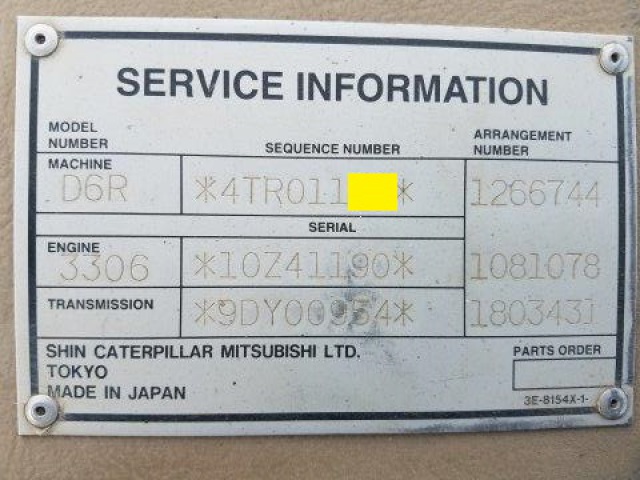 SERVICE INFORMATION
MODEL NUMBER SEQUENCE NUMBER ARRANGEMENT NUMBER
MACHINE
D6R *4TR011 * 1266744
SERIAL
ENGINE
3306 *10Z41190* 1081078
TRANSMISSION *9DY00954* 1803431
SHIN CATERPILLAR MITSUBISHI LTD. PARTS ORDER
TOKYO
MADE IN JAPAN 3E-8154X-1-